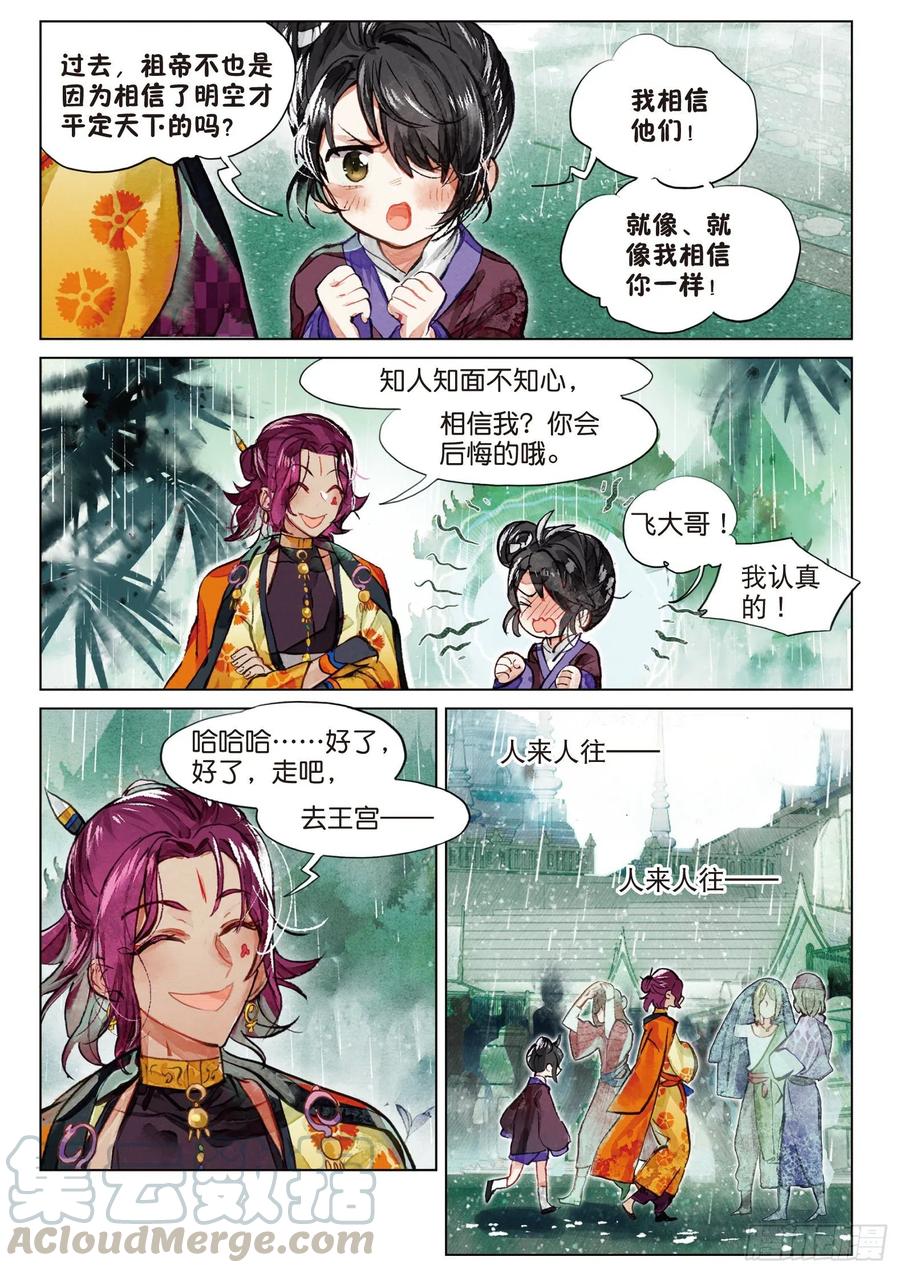 过去，祖帝不也是
因为相信了明空才
平定天下的吗？
我相信
他们！
就像、就
像我相信
你一样！
知人知面不知心，
相信我？你会
后悔的哦。
飞大哥！
我认真
的！
哈哈哈……好了，
好了，走吧，
去王宫——
人来人往——
人来人往——
集云数据
AcloudMerge.com
腾讯动漫